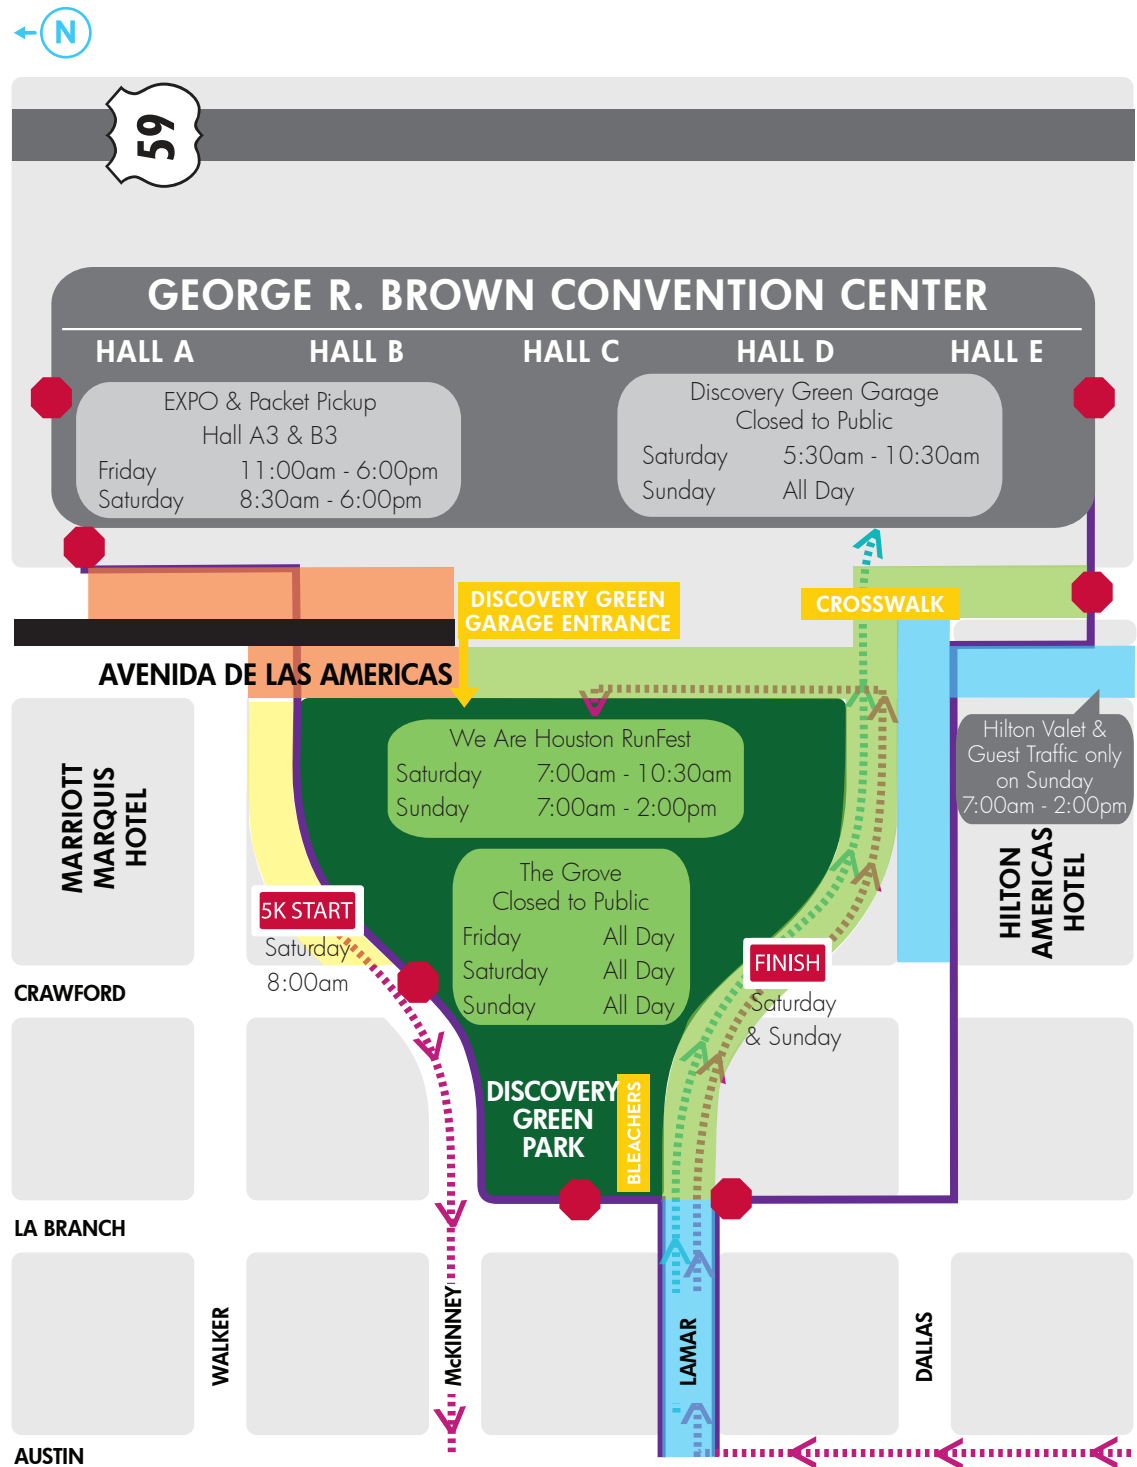 N
59
GEORGE R. BROWN CONVENTION CENTER
HALL A
HALL B
HALL C
HALL D
HALL E
EXPO & Packet Pickup
Hall A3 & B3
Friday 11:00am - 6:00pm
Saturday 8:30am - 6:00pm
Discovery Green Garage
Closed to Public
Saturday 5:30am - 10:30am
Sunday All Day
DISCOVERY GREEN
GARAGE ENTRANCE
CROSSWALK
AVENIDA DE LAS AMERICAS
We Are Houston RunFest
Saturday 7:00am - 10:30am
Sunday 7:00am - 2:00pm
Hilton Valet &
Guest Traffic only
on Sunday
7:00am - 2:00pm
MARRIOTT
MARQUIS
HOTEL
HILTON
AMERICAS
HOTEL
The Grove
Closed to Public
Friday All Day
Saturday All Day
Sunday All Day
5K START
Saturday
8:00am
FINISH
Saturday
& Sunday
CRAWFORD
DISCOVERY
GREEN
PARK
BLEACHERS
LA BRANCH
WALKER
McKINNEY
LAMAR
DALLAS
AUSTIN